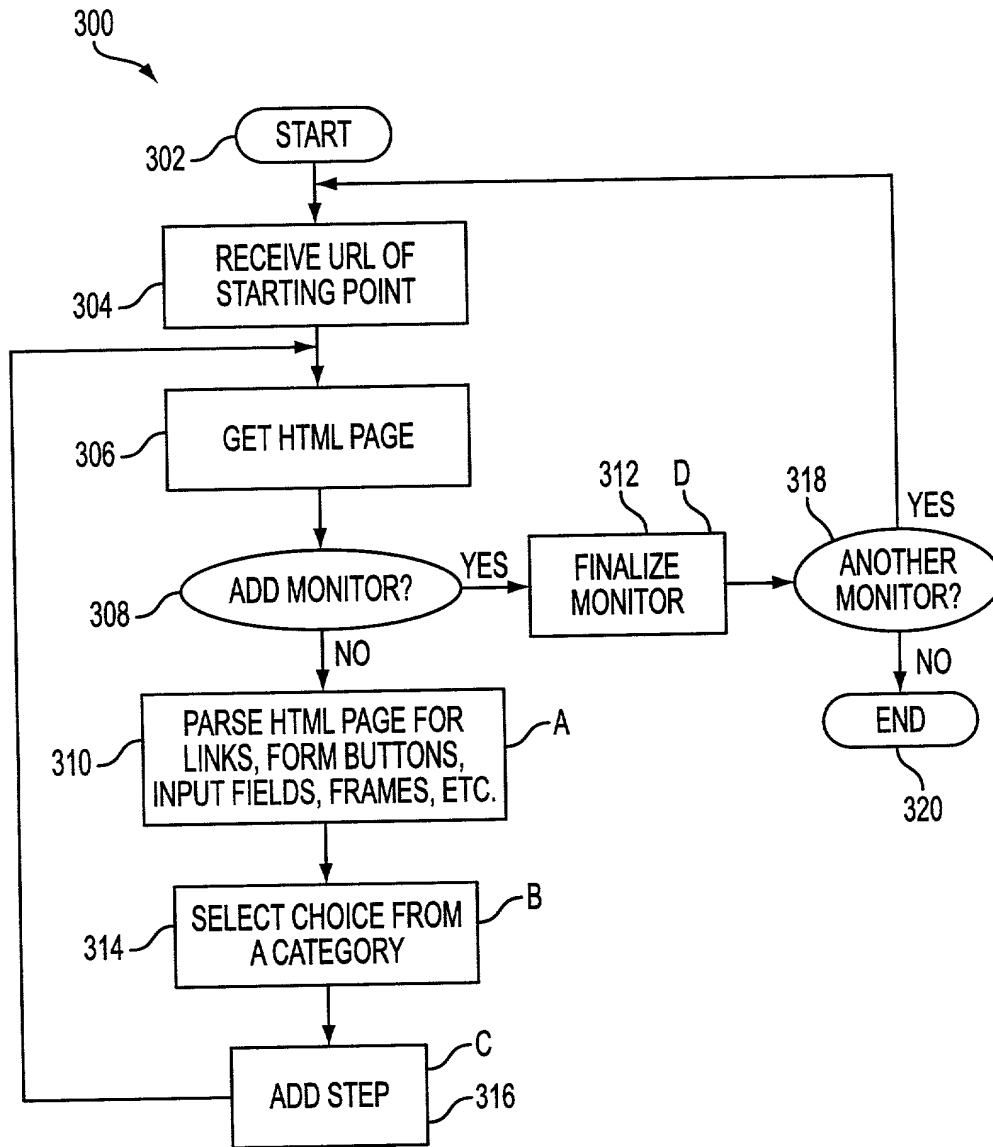 300
START
302
RECEIVE URL OF
STARTING POINT
304
GET HTML PAGE
306
312
D
318
YES
ADD MONITOR?
308
YES
FINALIZE
MONITOR
ANOTHER
MONITOR?
NO
NO
PARSE HTML PAGE FOR
LINKS, FORM BUTTONS,
INPUT FIELDS, FRAMES, ETC.
310
A
END
320
SELECT CHOICE FROM
A CATEGORY
314
B
C
ADD STEP
316